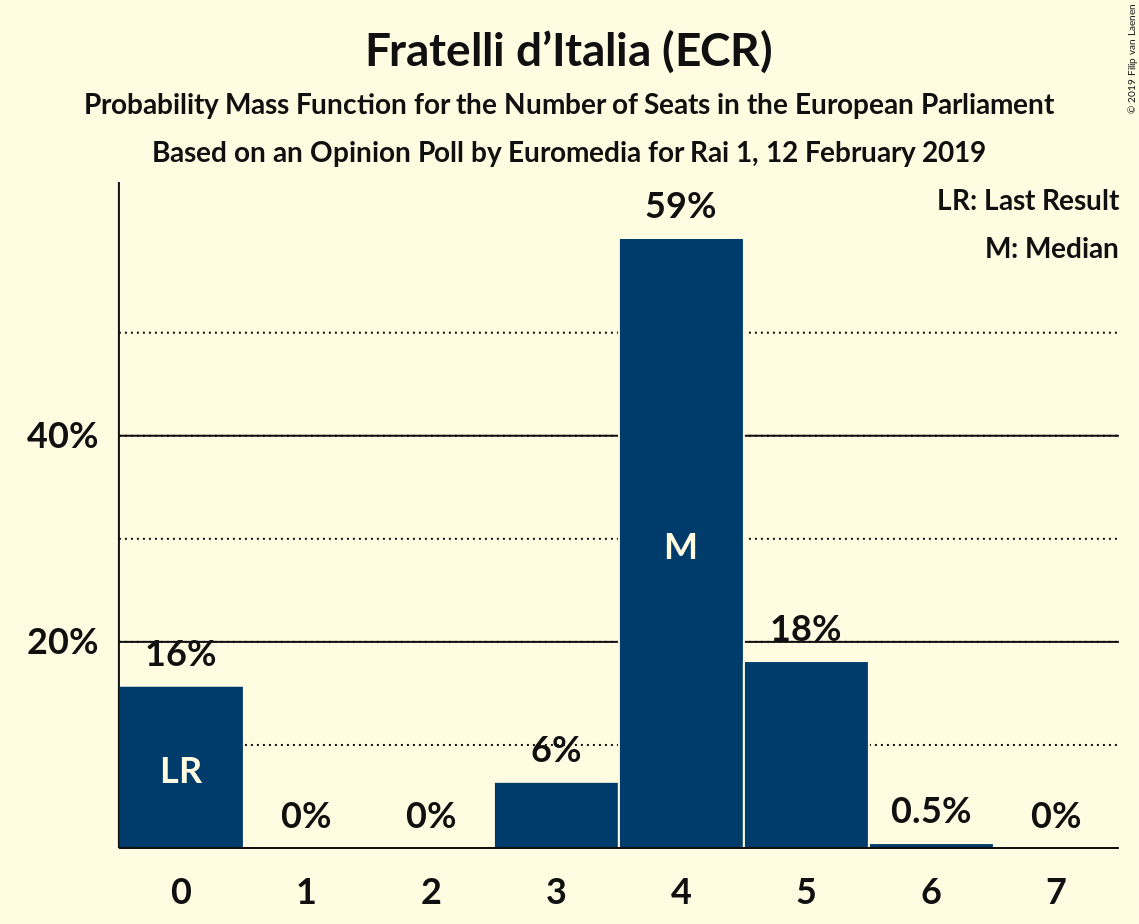 Fratelli d’Italia (ECR)
Probability Mass Function for the Number of Seats in the European Parliament
Based on an Opinion Poll by Euromedia for Rai 1, 12 February 2019
© 2019 Filip van Laenen
LR: Last Result
M: Median
59%
40%
M
20%
16%
18%
6%
LR
0%
0%
0.5%
0%
0 1 2 3 4 5 6 7